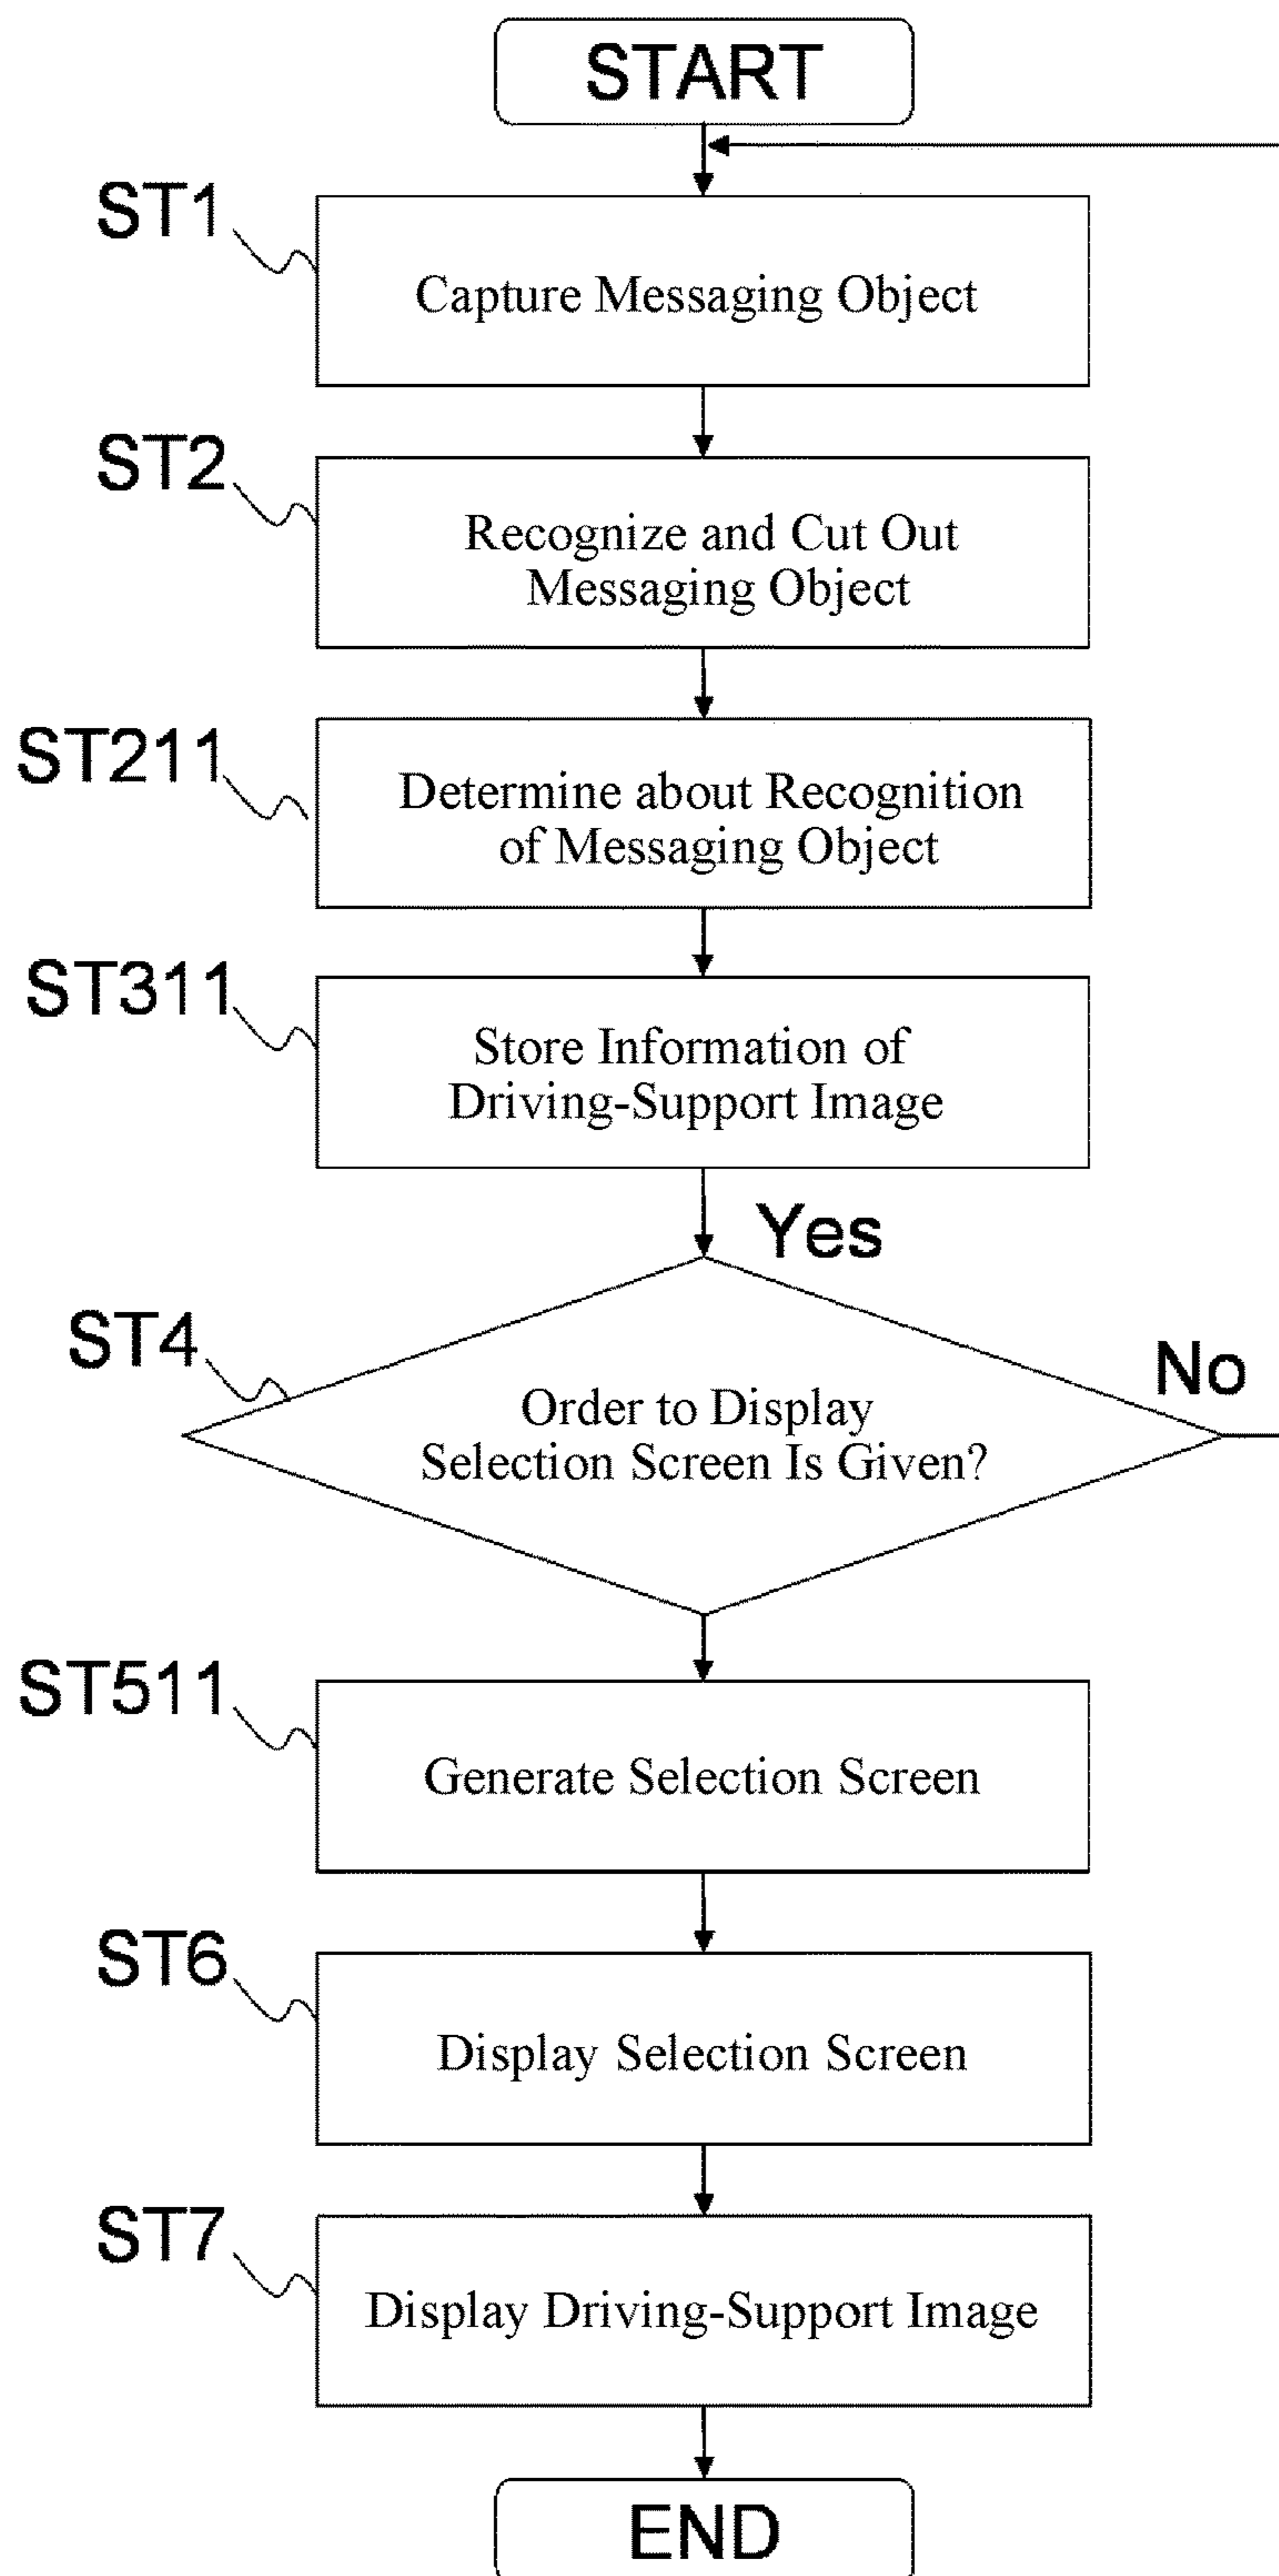 START
ST1
Capture Messaging Object
ST2
Recognize and Cut Out
Messaging Object
ST211
Determine about Recognition
of Messaging Object
ST311
Store Information of
Driving-Support Image
Yes
ST4
No
Order to Display
Selection Screen Is Given?
ST511
Generate Selection Screen
ST6
Display Selection Screen
ST7
Display Driving-Support Image
END